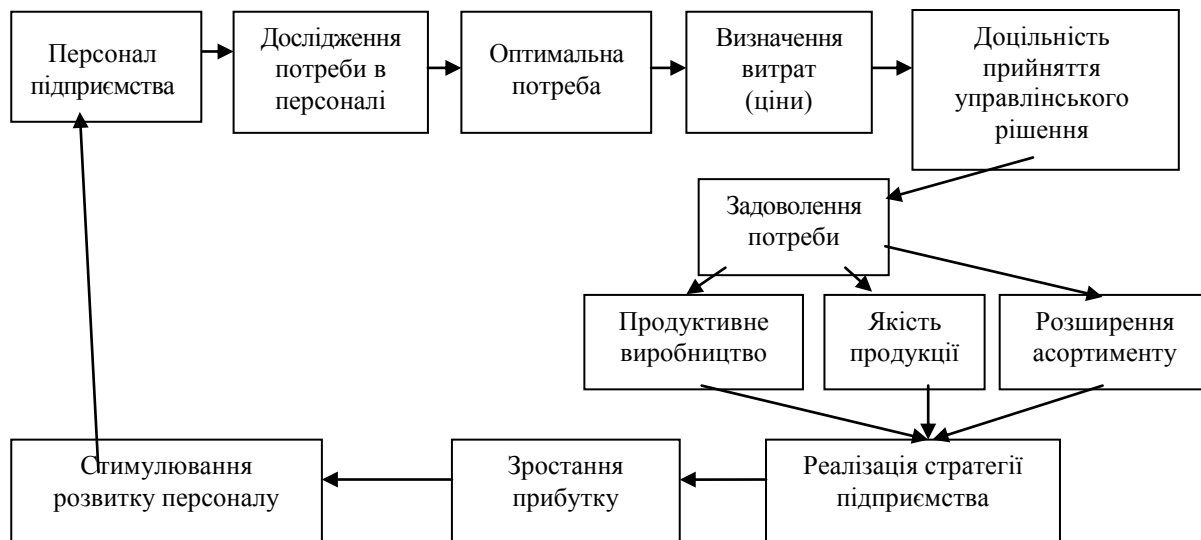 Персонал
підприємства
Дослідження
потреби в
персоналі
Оптимальна
потреба
Визначення
витрат
(ціни)
Доцільність
прийняття
управлінського
рішення
Задоволення
потреби
Продуктивне
виробництво
Якість
продукції
Розширення
асортименту
Стимулювання
розвитку персоналу
Зростання
прибутку
Реалізація стратегії
підприємства